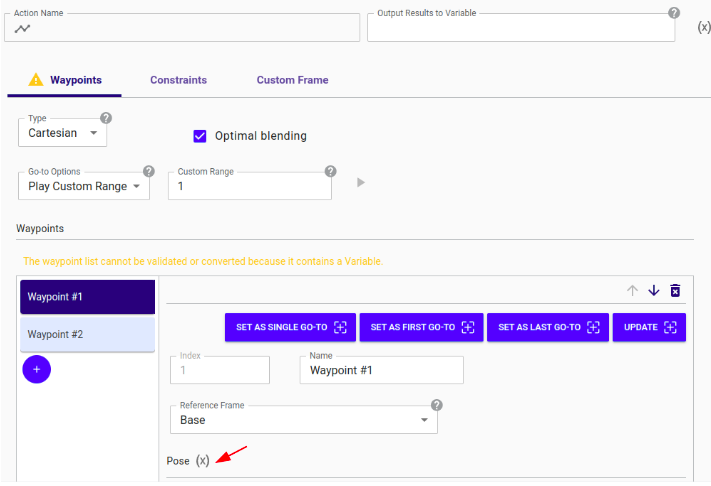 Action Name
Output Results to Variable
?
(x)
Waypoints
Constraints
Custom Frame
Type
?
Cartesian
Optimal blending
Go-to Options
?
Custom Range
?
Play Custom Range
1
Waypoints
The waypoint list cannot be validated or converted because it contains a Variable.
Waypoint #1
Waypoint #2
+
SET AS SINGLE GO-TO
SET AS FIRST GO-TO
SET AS LAST GO-TO
UPDATE
Index
1
Name
Waypoint #1
Reference Frame
?
Base
Pose (x)